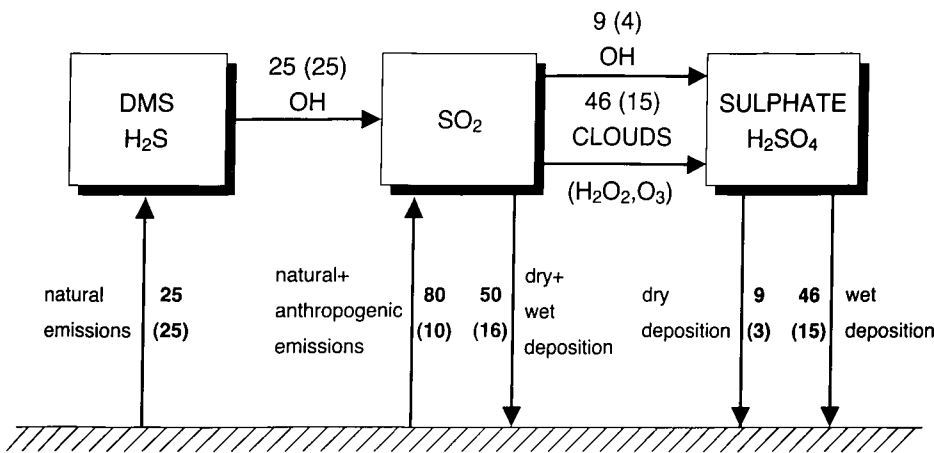 DMS
H₂S
25 (25)
OH
SO₂
9 (4)
OH
46 (15)
CLOUDS
(H₂O₂,O₃)
SULPHATE
H₂SO₄
natural
emissions
25
(25)
natural+
anthropogenic
emissions
80
(10)
50
(16)
dry+
wet
deposition
dry
deposition
9
(3)
46
(15)
wet
deposition